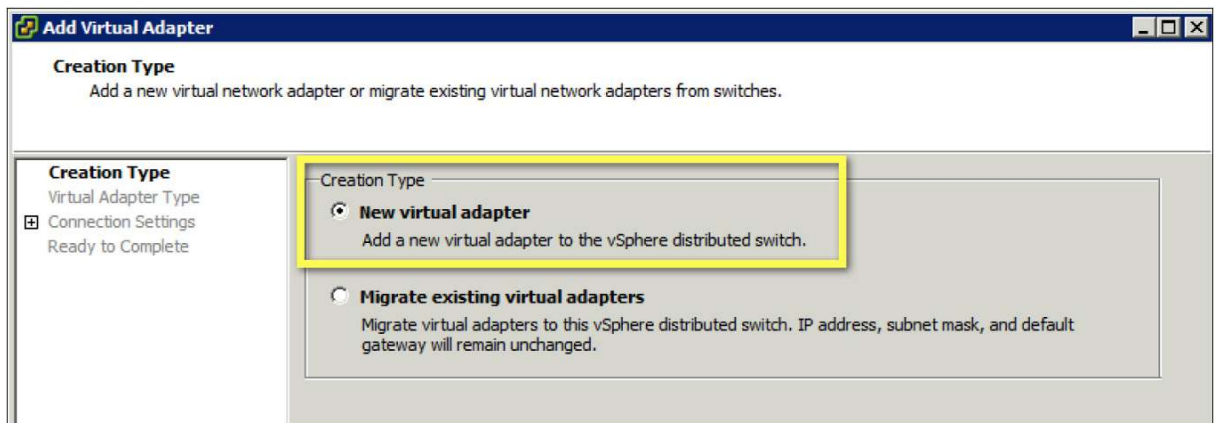 Add Virtual Adapter
Creation Type
Add a new virtual network adapter or migrate existing virtual network adapters from switches.
Creation Type
Virtual Adapter Type
Connection Settings
Ready to Complete
Creation Type
New virtual adapter
Add a new virtual adapter to the vSphere distributed switch.
Migrate existing virtual adapters
Migrate virtual adapters to this vSphere distributed switch. IP address, subnet mask, and default
gateway will remain unchanged.